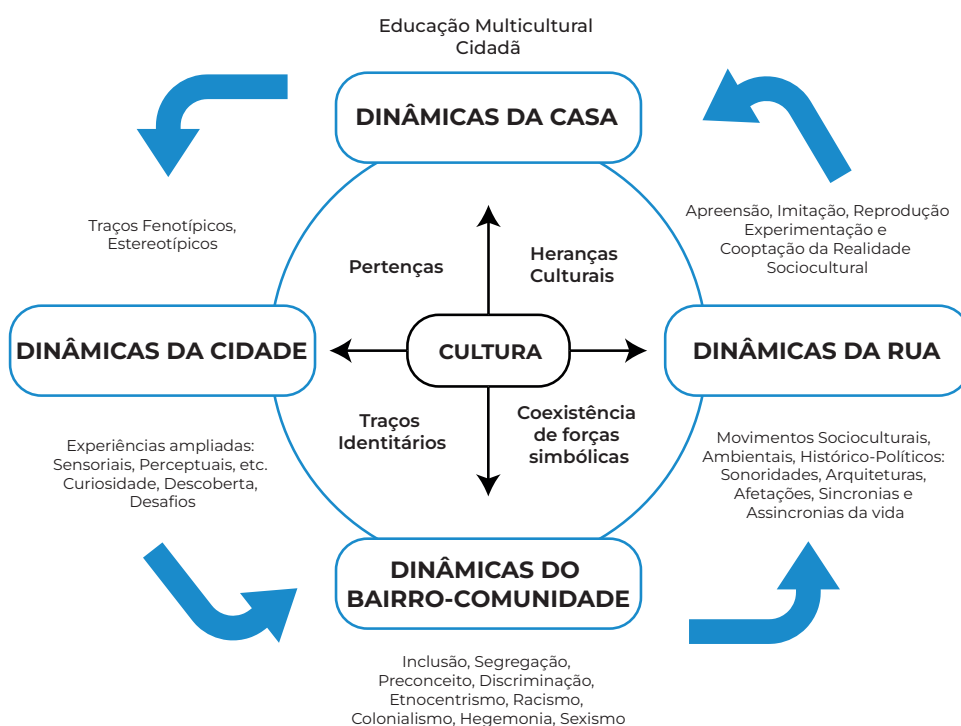 Educação Multicultural
Cidadã
DINÂMICAS DA CASA
Traços Fenotípicos,
Estereotípicos
Apreensão, Imitação, Reprodução
Experimentação e
Cooptação da Realidade
Sociocultural
Pertenças
Heranças
Culturais
DINÂMICAS DA CIDADE
CULTURA
DINÂMICAS DA RUA
Traços
Identitários
Coexistência
de forças
simbólicas
Experiências ampliadas:
Sensoriais, Perceptuais, etc.
Curiosidade, Descoberta,
Desafios
Movimentos Socioculturais,
Ambientais, Histórico-Políticos:
Sonoridades, Arquiteturas,
Afetações, Sincronias e
Assincronias da vida
DINÂMICAS DO
BAIRRO-COMUNIDADE
Inclusão, Segregação,
Preconceito, Discriminação,
Etnocentrismo, Racismo,
Colonialismo, Hegemonia, Sexismo